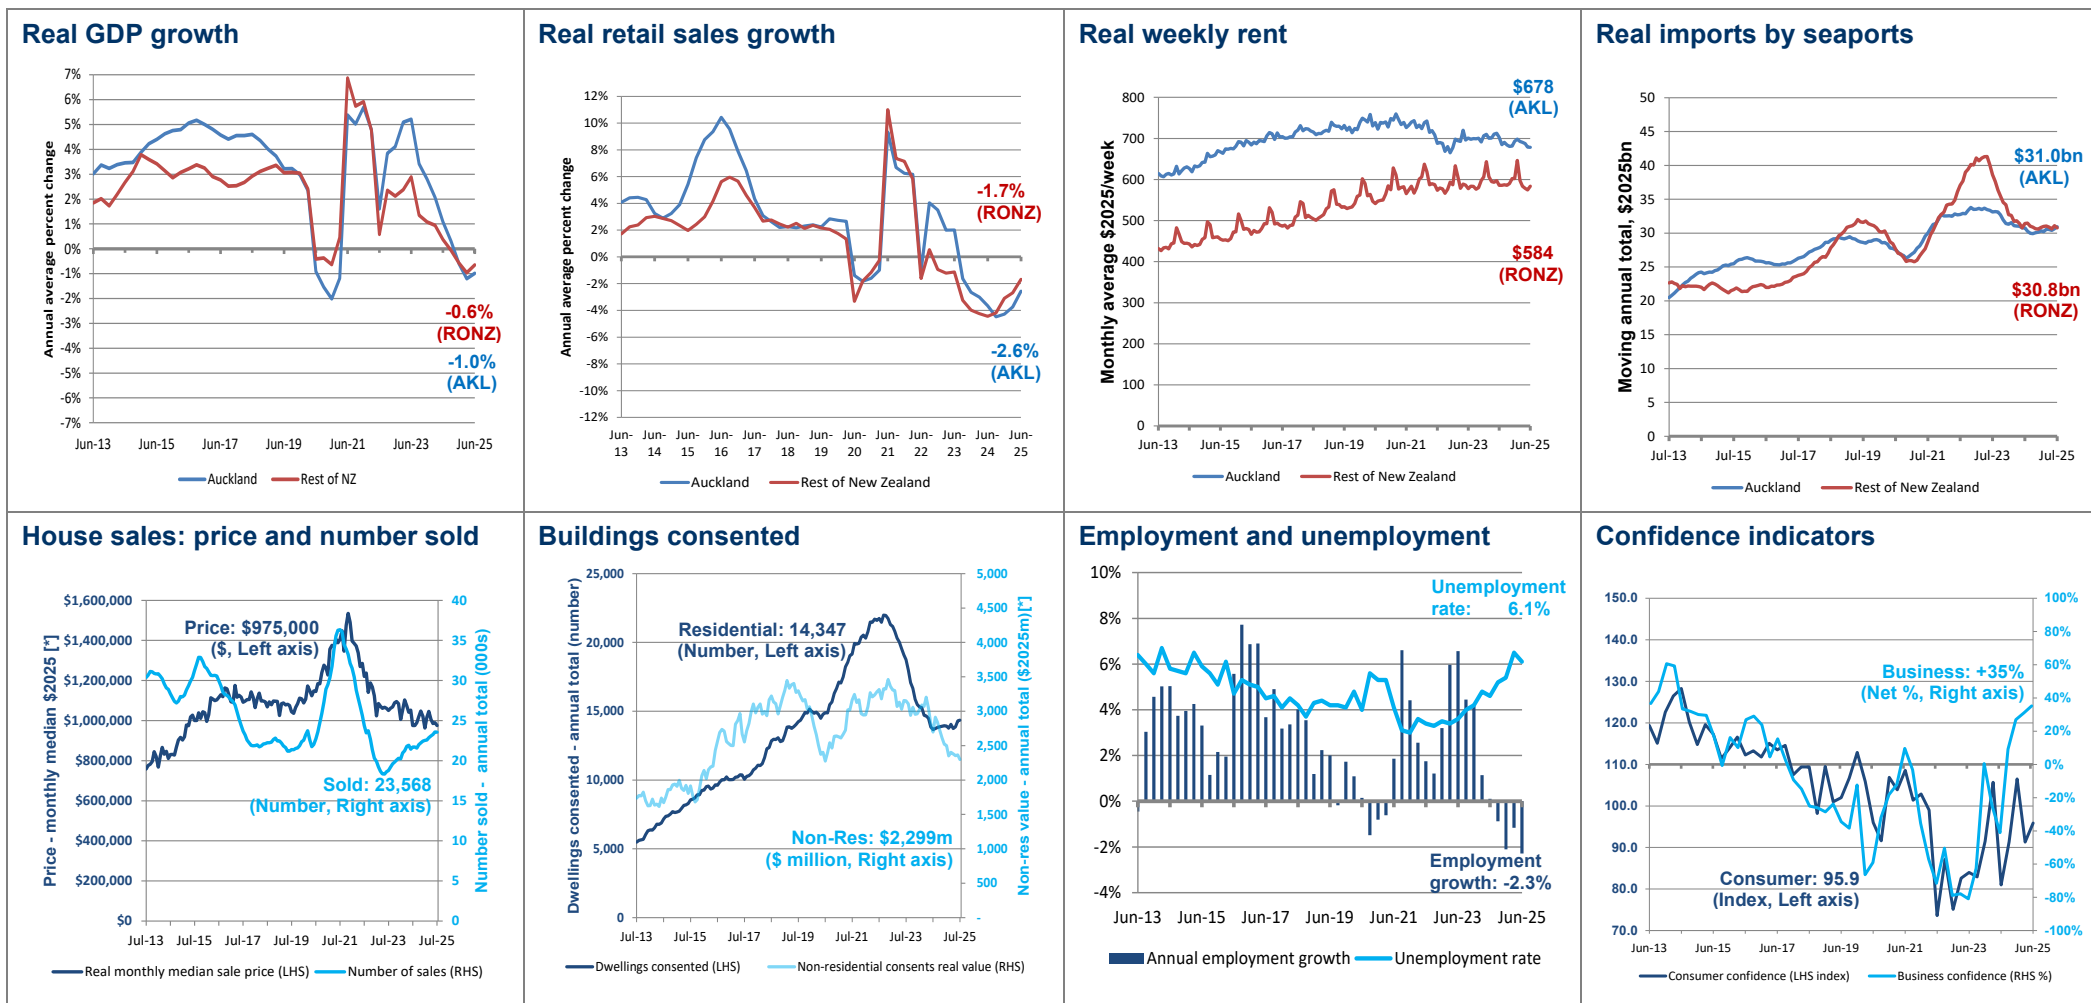 Real GDP growth
Annual average percent change
7%
6%
5%
4%
3%
2%
1%
0%
-1%
-2%
-3%
-4%
-5%
-6%
-7%
-0.6%
(RONZ)
-1.0%
(AKL)
Jun-13 Jun-15 Jun-17 Jun-19 Jun-21 Jun-23 Jun-25
Auckland Rest of NZ
Real retail sales growth
Annual average percent change
12%
10%
8%
6%
4%
2%
0%
-2%
-4%
-6%
-8%
-10%
-12%
-1.7%
(RONZ)
-2.6%
(AKL)
Jun- Jun- Jun- Jun- Jun- Jun- Jun- Jun- Jun- Jun- Jun- Jun- Jun-
13 14 15 16 17 18 19 20 21 22 23 24 25
Auckland Rest of New Zealand
Real weekly rent
Monthly average $2025/week
800
700
600
500
400
300
200
100
0
$678
(AKL)
$584
(RONZ)
Jun-13 Jun-15 Jun-17 Jun-19 Jun-21 Jun-23 Jun-25
Auckland Rest of New Zealand
Real imports by seaports
Moving annual total, $2025bn
50
45
40
35
30
25
20
15
10
5
0
$31.0bn
(AKL)
$30.8bn
(RONZ)
Jul-13 Jul-15 Jul-17 Jul-19 Jul-21 Jul-23 Jul-25
Auckland Rest of New Zealand
House sales: price and number sold
Price - monthly median $2025 [*]
$1,600,000
$1,400,000
$1,200,000
$1,000,000
$800,000
$600,000
$400,000
$200,000
$0
Price: $975,000
($, Left axis)
Sold: 23,568
(Number, Right axis)
40
35
30
25
20
15
10
5
0
Number sold - annual total (000s)
Jul-13 Jul-15 Jul-17 Jul-19 Jul-21 Jul-23 Jul-25
Real monthly median sale price (LHS) Number of sales (RHS)
Buildings consented
Dwellings consented - annual total (number)
25,000
20,000
15,000
10,000
5,000
0
Residential: 14,347
(Number, Left axis)
Non-Res: $2,299m
($ million, Right axis)
5,000
4,500
4,000
3,500
3,000
2,500
2,000
1,500
1,000
500
-
Non-res value - annual total ($2025m)[*]
Jul-13 Jul-15 Jul-17 Jul-19 Jul-21 Jul-23 Jul-25
Dwellings consented (LHS) Non-residential consents real value (RHS)
Employment and unemployment
10%
8%
6%
4%
2%
0%
-2%
-4%
Unemployment
rate: 6.1%
Employment
growth: -2.3%
Jun-13 Jun-15 Jun-17 Jun-19 Jun-21 Jun-23 Jun-25
Annual employment growth Unemployment rate
Confidence indicators
150.0
140.0
130.0
120.0
110.0
100.0
90.0
80.0
70.0
Business: +35%
(Net %, Right axis)
Consumer: 95.9
(Index, Left axis)
100%
80%
60%
40%
20%
0%
-20%
-40%
-60%
-80%
-100%
Jun-13 Jun-15 Jun-17 Jun-19 Jun-21 Jun-23 Jun-25
Consumer confidence (LHS index) Business confidence (RHS %)